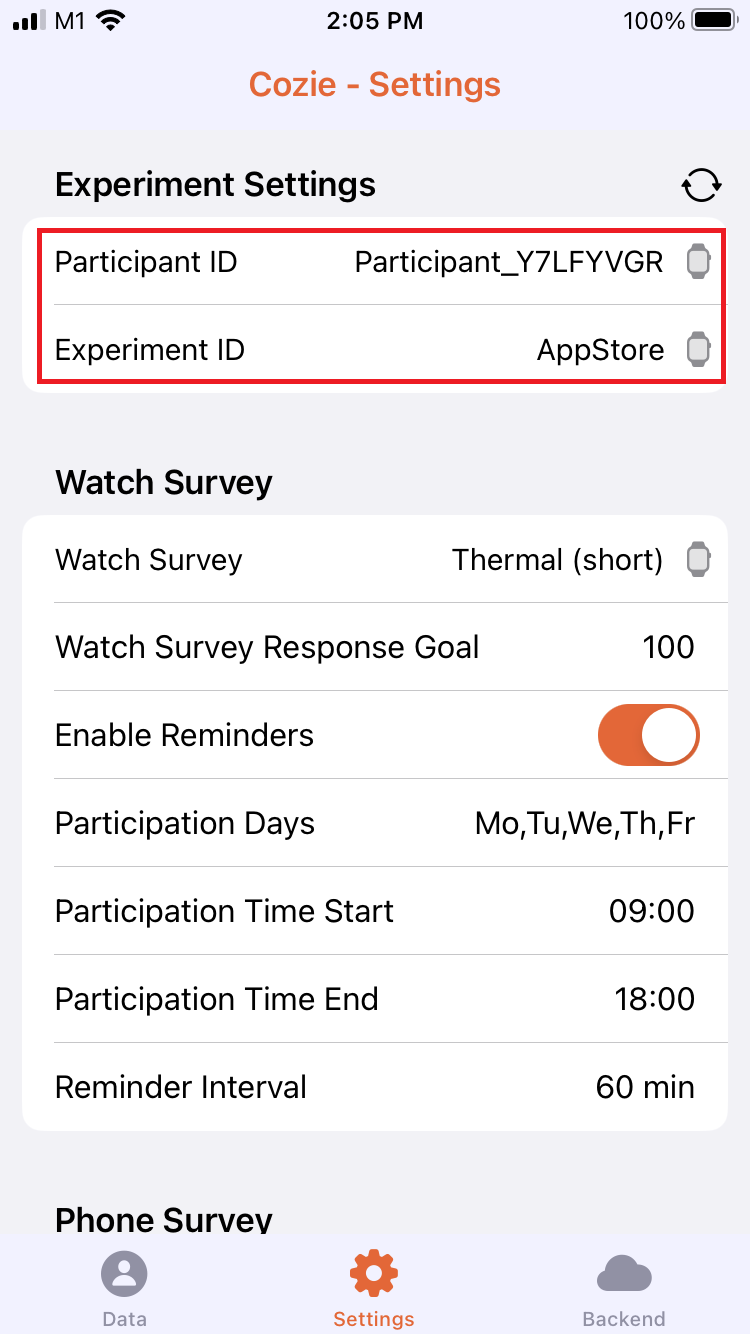 M1 2:05 PM 100%
Cozie - Settings
Experiment Settings
Participant ID Participant_Y7LFYVGR
Experiment ID AppStore
Watch Survey
Watch Survey Thermal (short)
Watch Survey Response Goal 100
Enable Reminders
Participation Days Mo,Tu,We,Th,Fr
Participation Time Start 09:00
Participation Time End 18:00
Reminder Interval 60 min
Phone Survey
Data Settings Backend